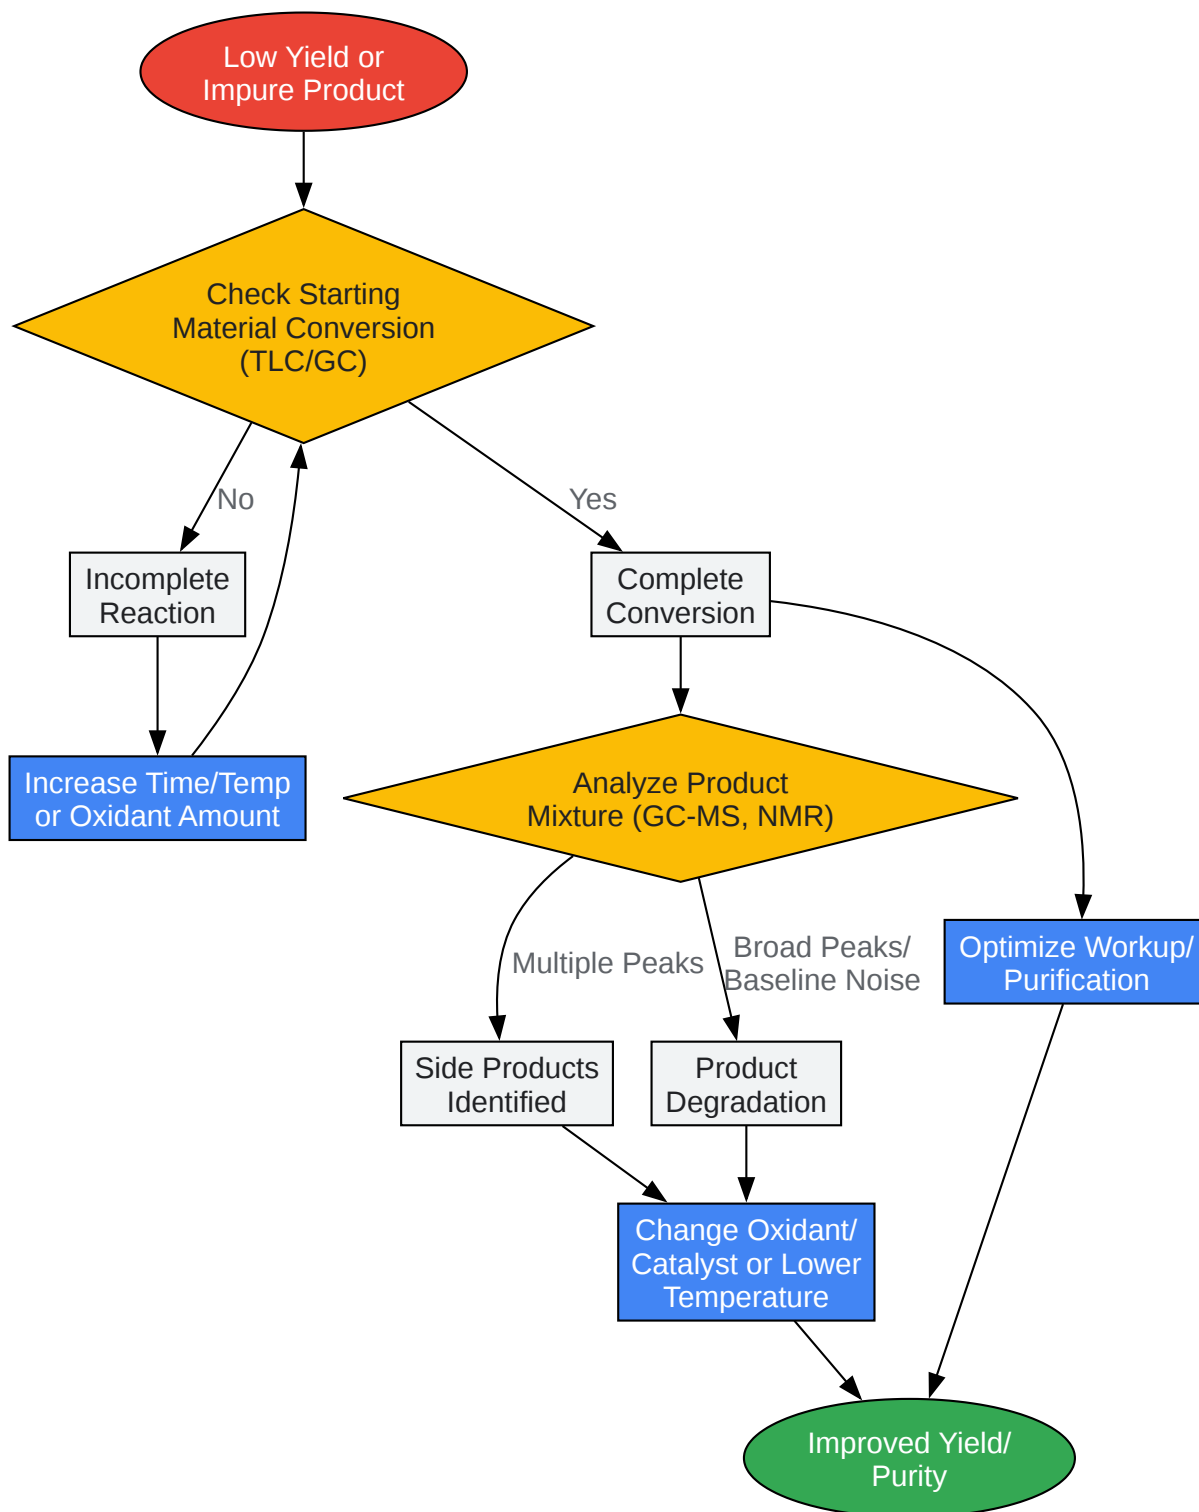 Low Yield or
Impure Product
Check Starting
Material Conversion
(TLC/GC)
No
Yes
Incomplete
Reaction
Complete
Conversion
Increase Time/Temp
or Oxidant Amount
Analyze Product
Mixture (GC-MS, NMR)
Multiple Peaks
Broad Peaks/
Baseline Noise
Optimize Workup/
Purification
Side Products
Identified
Product
Degradation
Change Oxidant/
Catalyst or Lower
Temperature
Improved Yield/
Purity